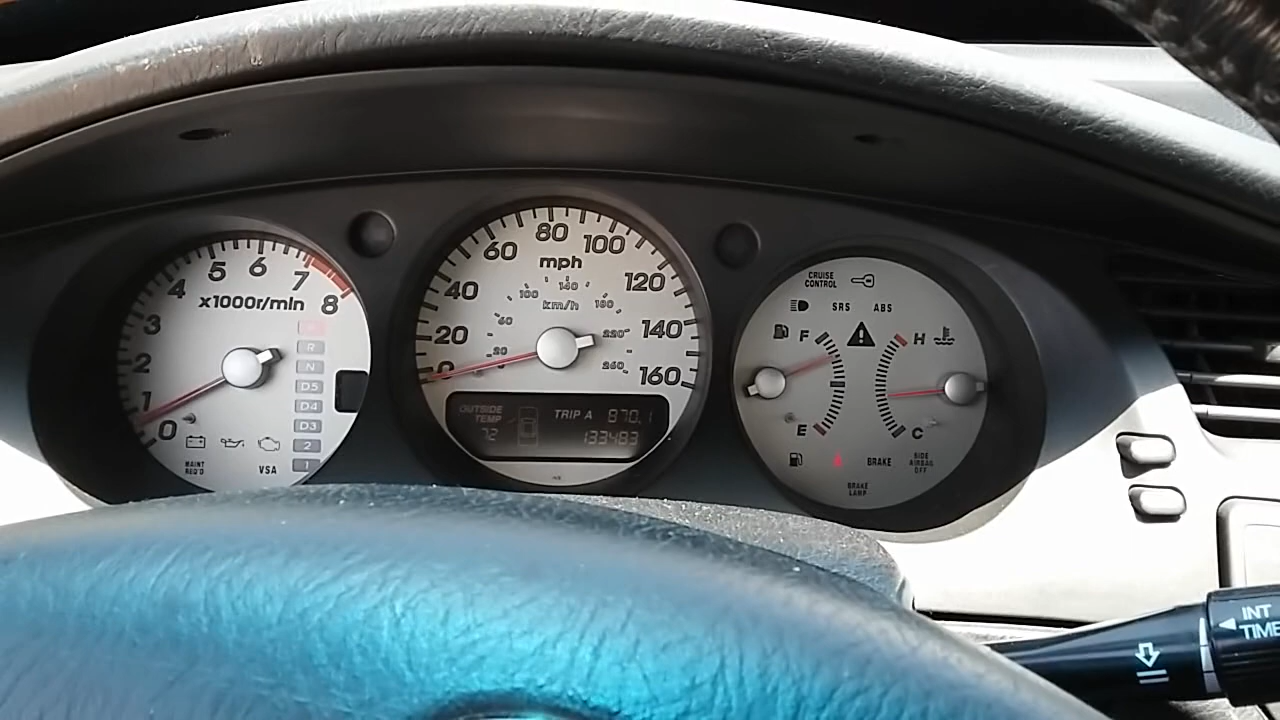 0 1 2 3 4 5 6 7 8
x1000r/min
R
N
D5
D4
D3
2
1
MAINT
REQ'D
VSA
0 20 40 60 80 100 120 140 160
mph
20 60 100 140 180 220 260
km/h
OUTSIDE
TEMP
72
TRIP A 870.1
133483
CRUISE
CONTROL
SRS ABS
F
E
H
C
BRAKE
SIDE
AIRBAG
OFF
BRAKE
LAMP
INT
TIME